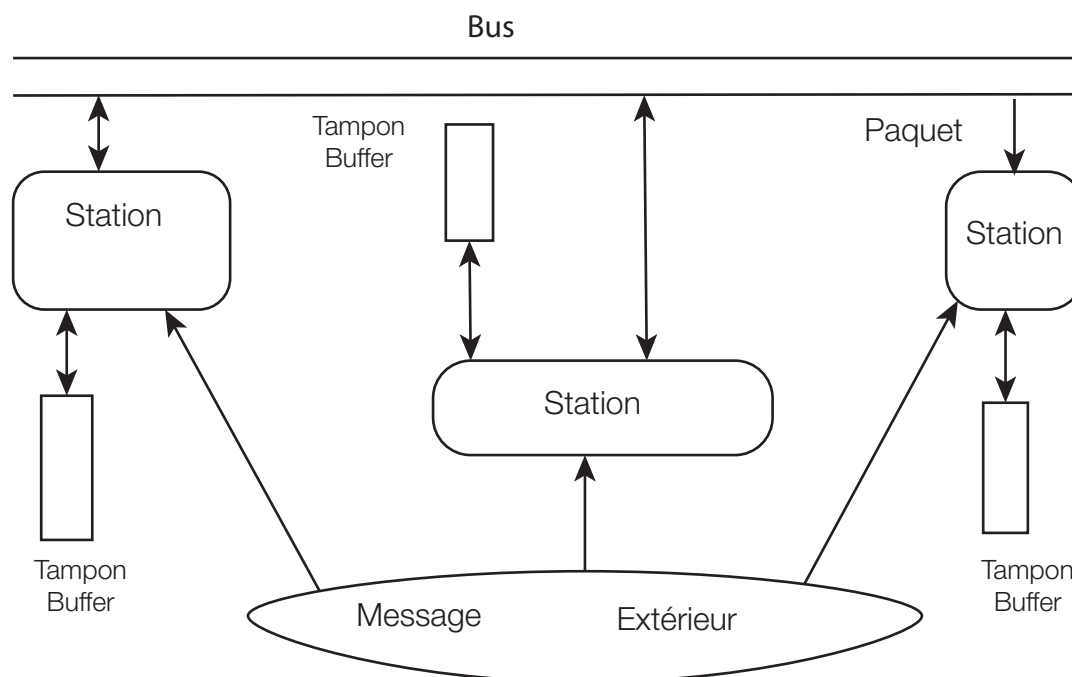 Bus
Tampon
Buffer
Paquet
Station
Station
Station
Tampon
Buffer
Tampon
Buffer
Message
Extérieur